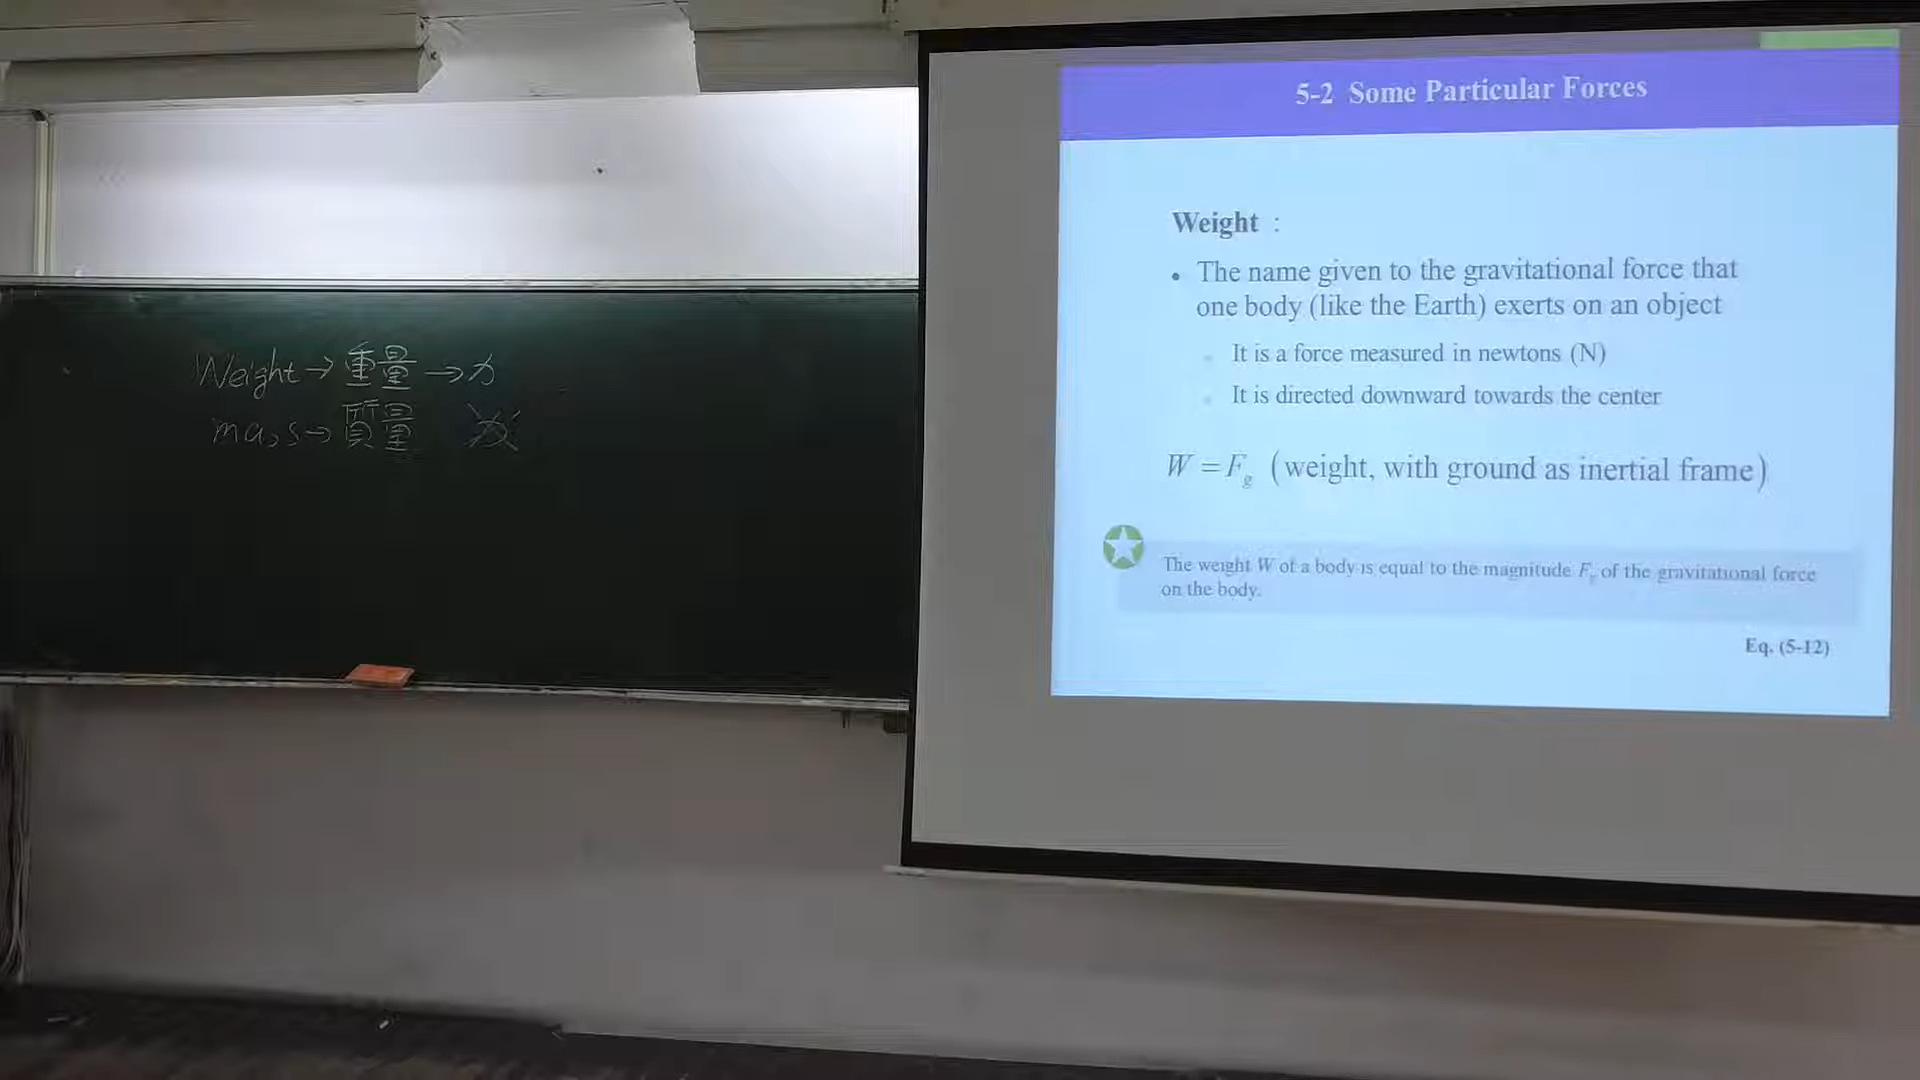 Weight→重量→力
mass→質量 力
5-2 Some Particular Forces
Weight :
• The name given to the gravitational force that
one body (like the Earth) exerts on an object
It is a force measured in newtons (N)
It is directed downward towards the center
W = F_g (weight, with ground as inertial frame)
The weight W of a body is equal to the magnitude F_g of the gravitational force
on the body.
Eq. (5-12)